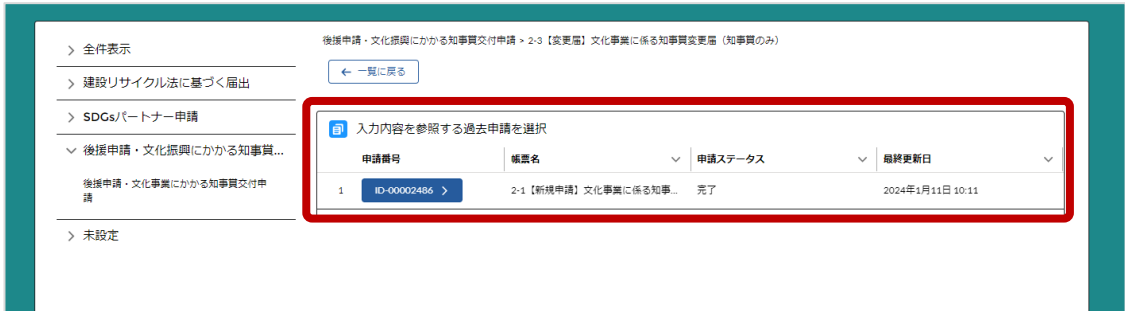 全件表示
建設リサイクル法に基づく届出
SDGsパートナー申請
後援申請・文化振興にかかる知事賞...
後援申請・文化事業にかかる知事賞交付申
請
未設定
後援申請・文化振興にかかる知事賞交付申請 > 2-3【変更届】文化事業に係る知事賞変更届（知事賞のみ）
← 一覧に戻る
入力内容を参照する過去申請を選択
申請番号 帳票名 申請ステータス 最終更新日
1 ID-00002486 > 2-1【新規申請】文化事業に係る知事... 完了 2024年1月11日 10:11